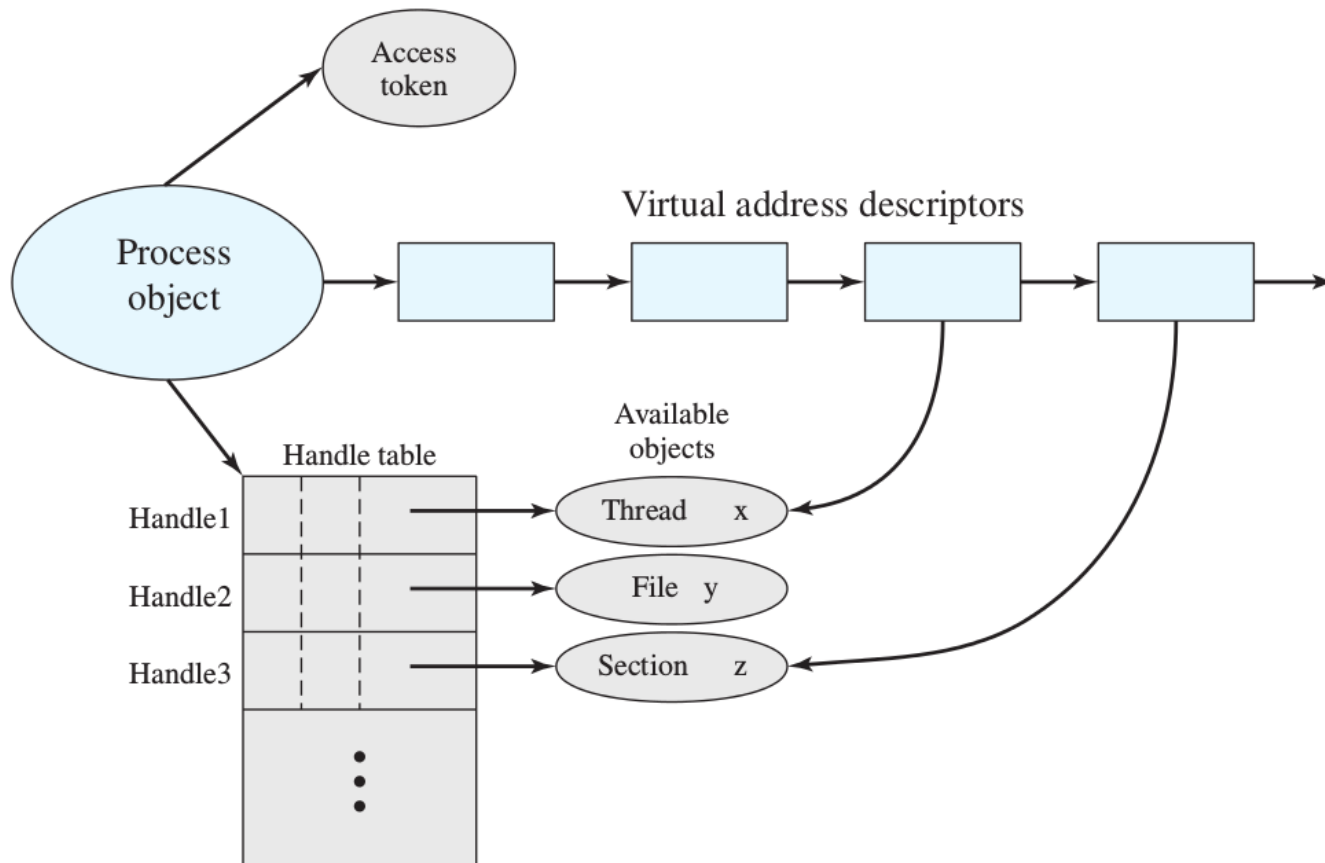 Access
token
Process
object
Virtual address descriptors
Available
objects
Handle table
Handle1
Thread x
Handle2
File y
Handle3
Section z